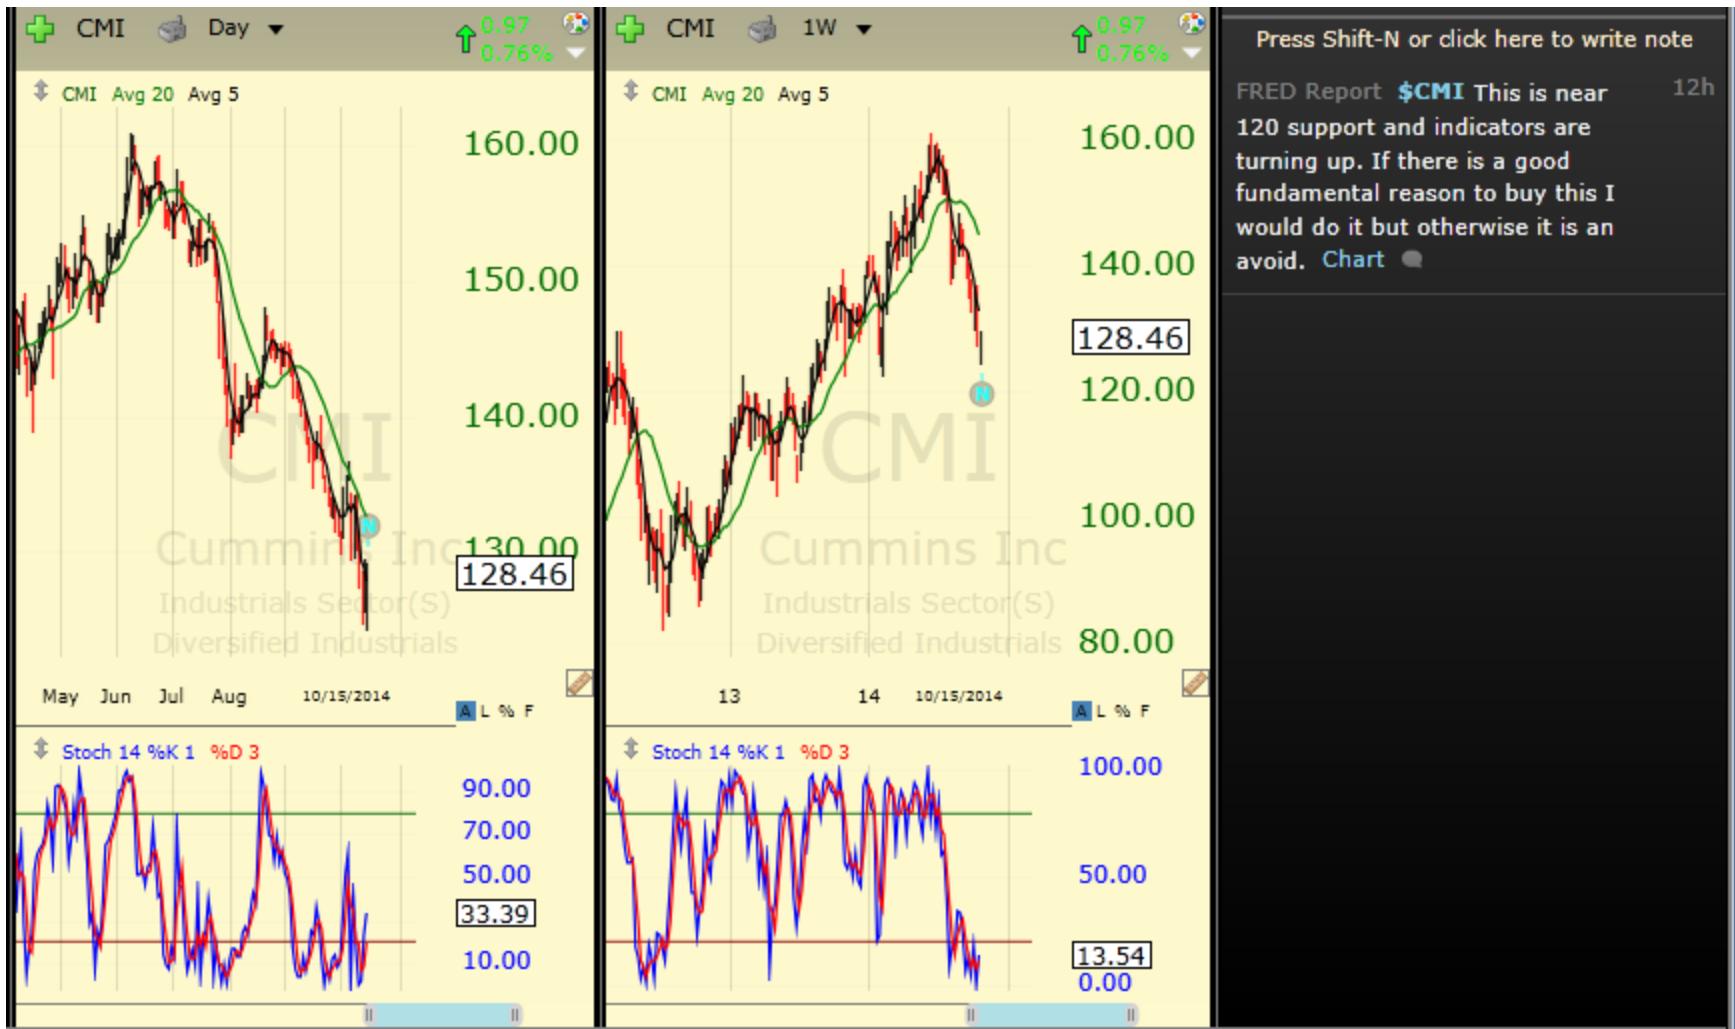 CMI Day 0.97
0.76%
CMI Avg 20 Avg 5
160.00
150.00
140.00
130.00
128.46
CMI
Cummins Inc
Industrials Sector(S)
Diversified Industrials
N
May Jun Jul Aug 10/15/2014
A L % F
Stoch 14 %K 1 %D 3
90.00
70.00
50.00
33.39
10.00
CMI 1W 0.97
0.76%
CMI Avg 20 Avg 5
160.00
140.00
128.46
120.00
100.00
80.00
CMI
Cummins Inc
Industrials Sector(S)
Diversified Industrials
N
13 14 10/15/2014
A L % F
Stoch 14 %K 1 %D 3
100.00
50.00
13.54
0.00
Press Shift-N or click here to write note
FRED Report $CMI This is near 12h
120 support and indicators are
turning up. If there is a good
fundamental reason to buy this I
would do it but otherwise it is an
avoid. Chart